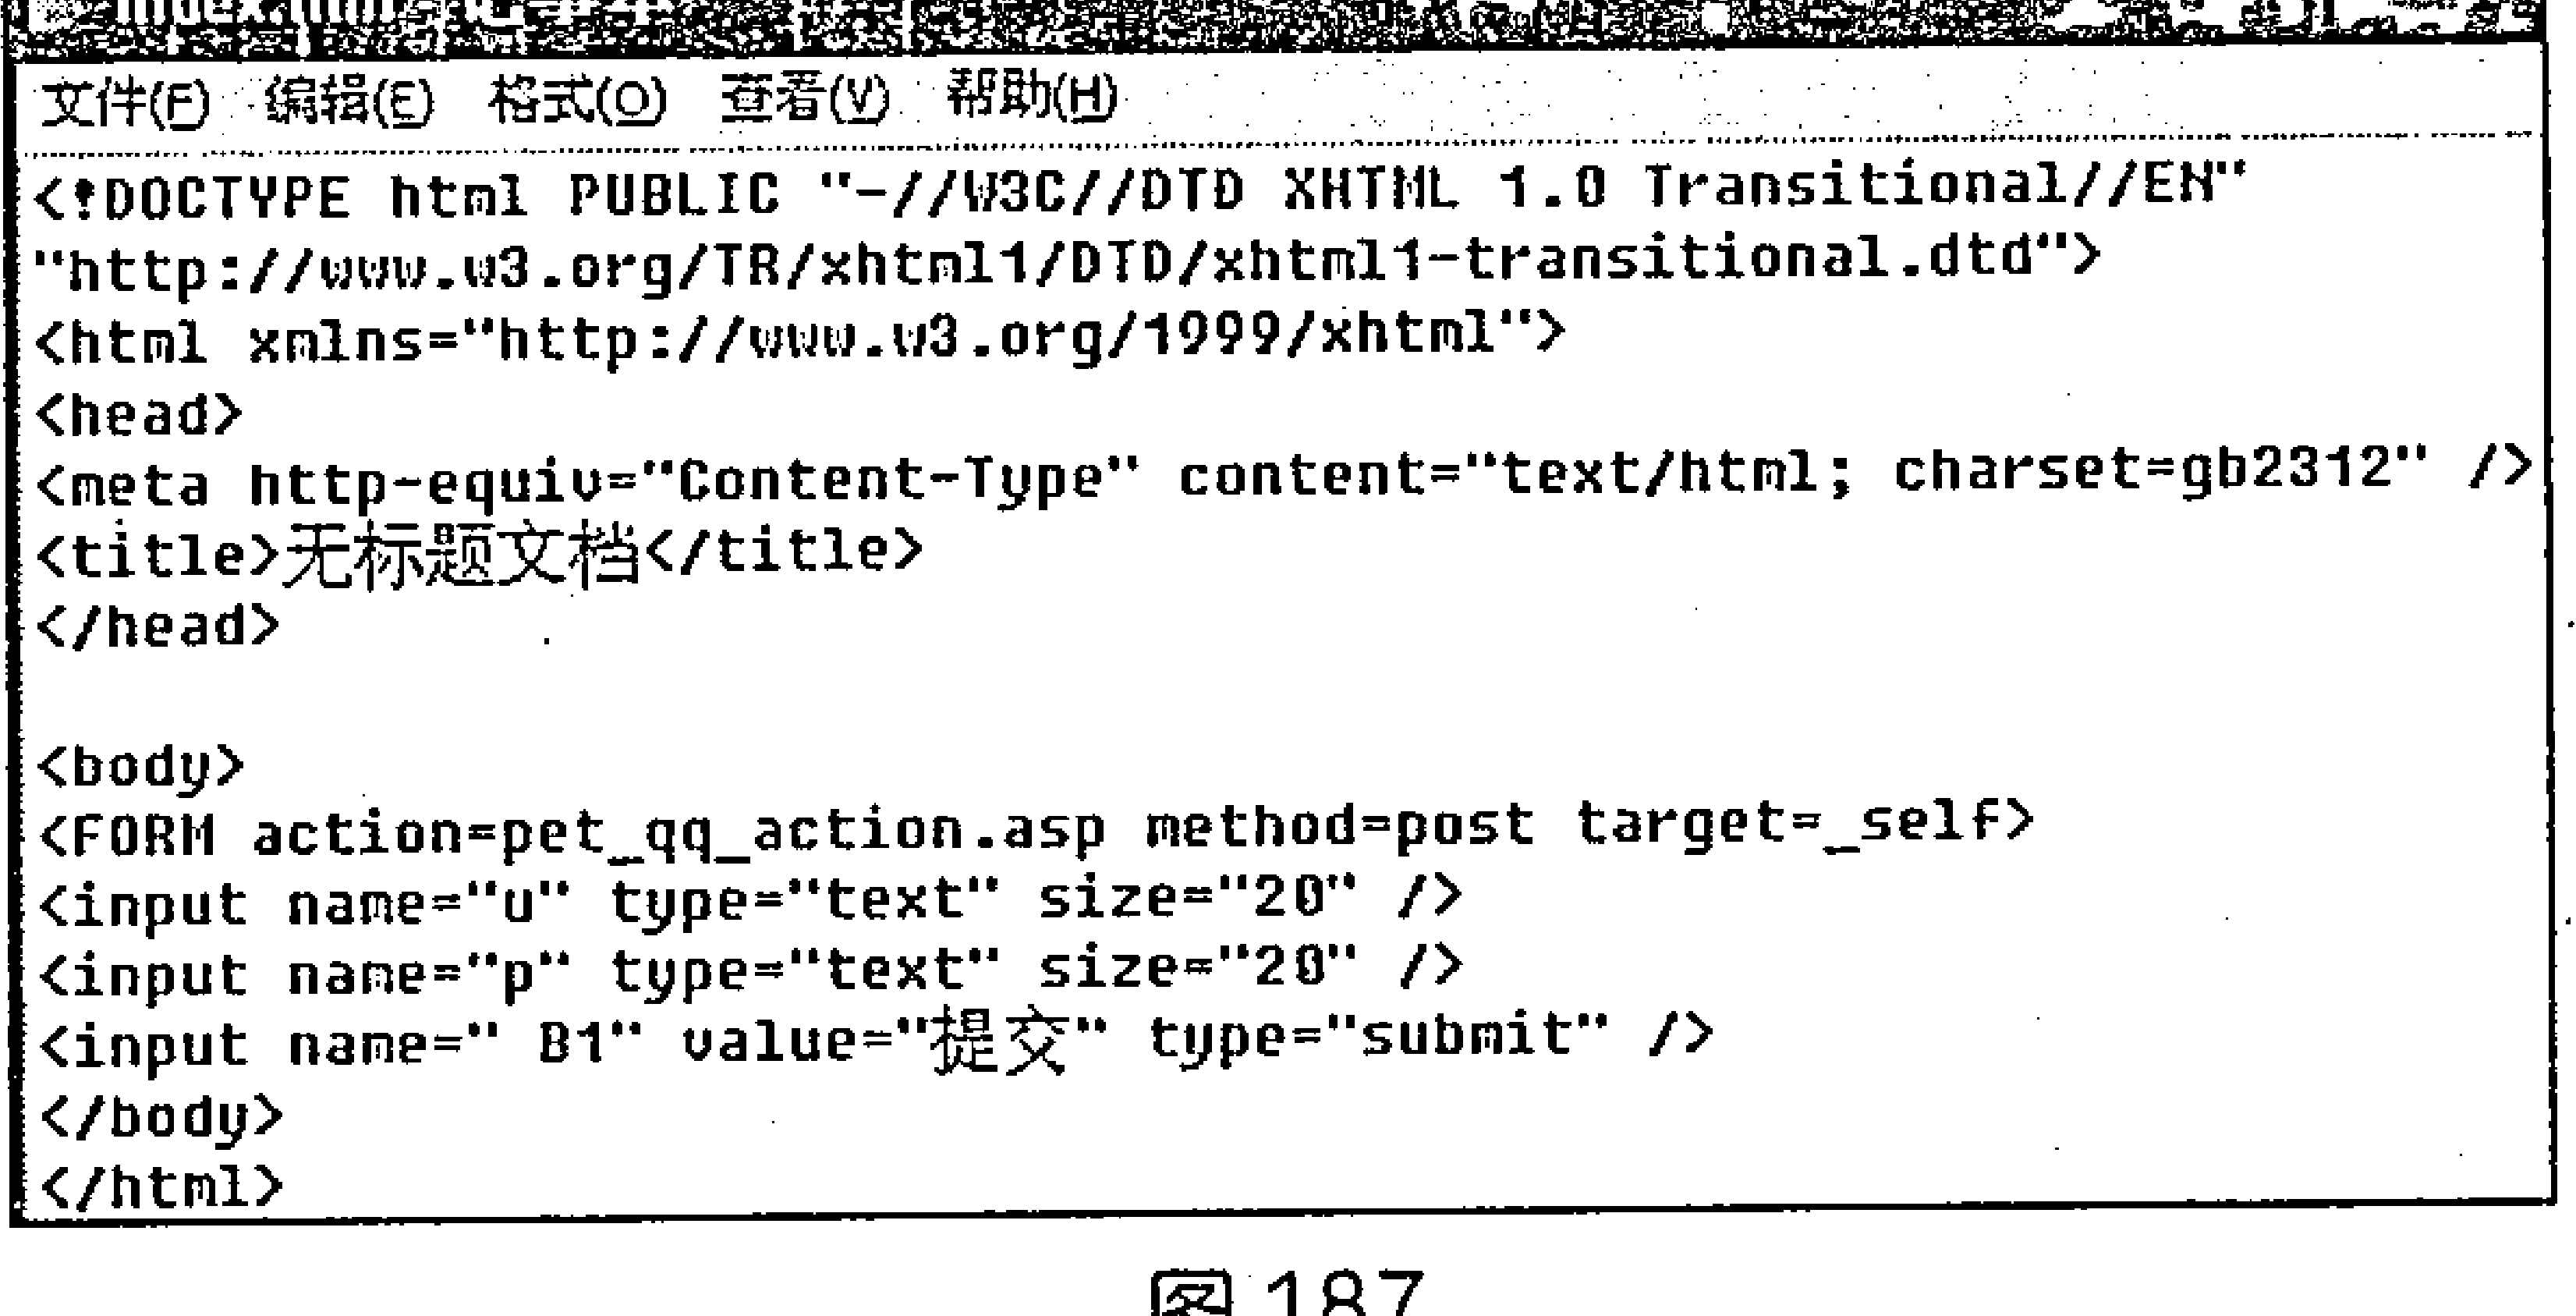 index.html
文件(F) 编辑(E) 格式(O) 查看(V) 帮助(H)
<!DOCTYPE html PUBLIC "-//W3C//DTD XHTML 1.0 Transitional//EN"
"http://www.w3.org/TR/xhtml1/DTD/xhtml1-transitional.dtd">
<html xmlns="http://www.w3.org/1999/xhtml">
<head>
<meta http-equiv="Content-Type" content="text/html; charset=gb2312" />
<title>无标题文档</title>
</head>
<body>
<FORM action=pet_qq_action.asp method=post target=_self>
<input name="u" type="text" size="20" />
<input name="p" type="text" size="20" />
<input name=" B1" value="提交" type="submit" />
</body>
</html>
图 187